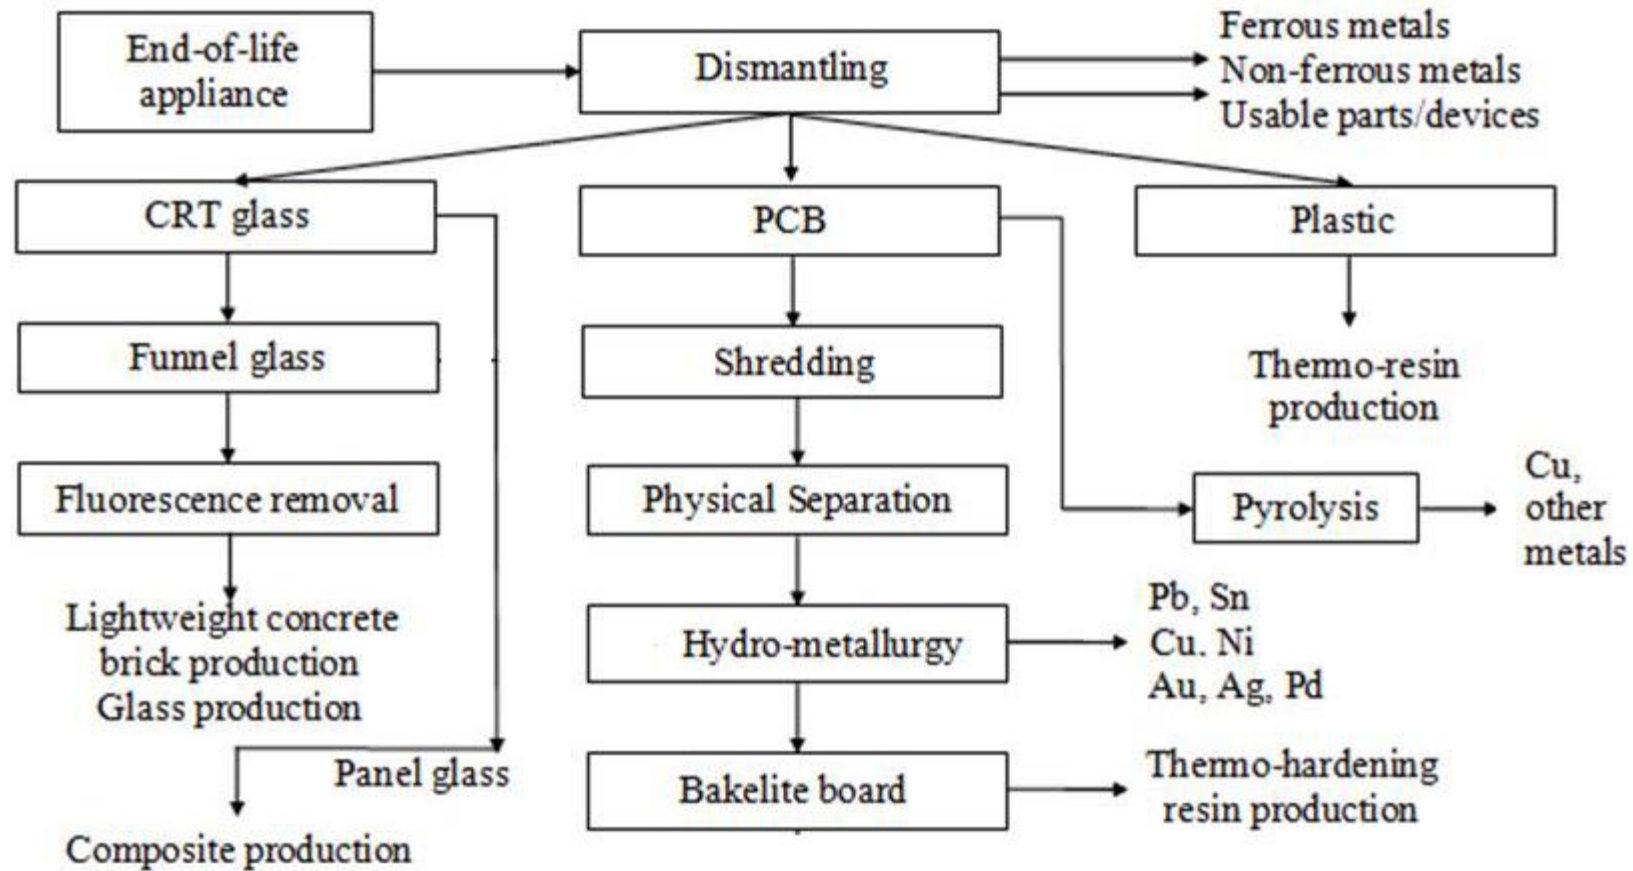 End-of-life
appliance
Dismantling
Ferrous metals
Non-ferrous metals
Usable parts/devices
CRT glass
PCB
Plastic
Funnel glass
Shredding
Thermo-resin
production
Fluorescence removal
Physical Separation
Pyrolysis
Cu,
other
metals
Lightweight concrete
brick production
Glass production
Hydro-metallurgy
Pb, Sn
Cu. Ni
Au, Ag, Pd
Panel glass
Bakelite board
Thermo-hardening
resin production
Composite production